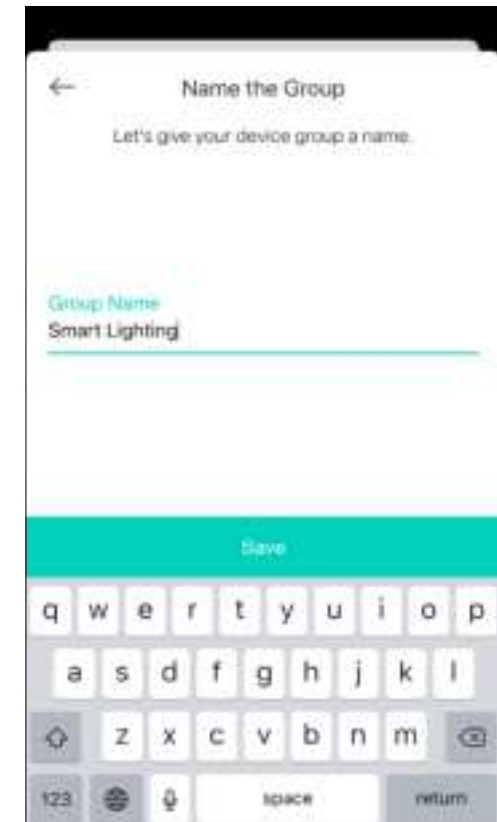 Name the Group
Let's give your device group a name.
Group Name
Smart Lighting
Save
q w e r t y u i o p
a s d f g h j k l
z x c v b n m
123 space return